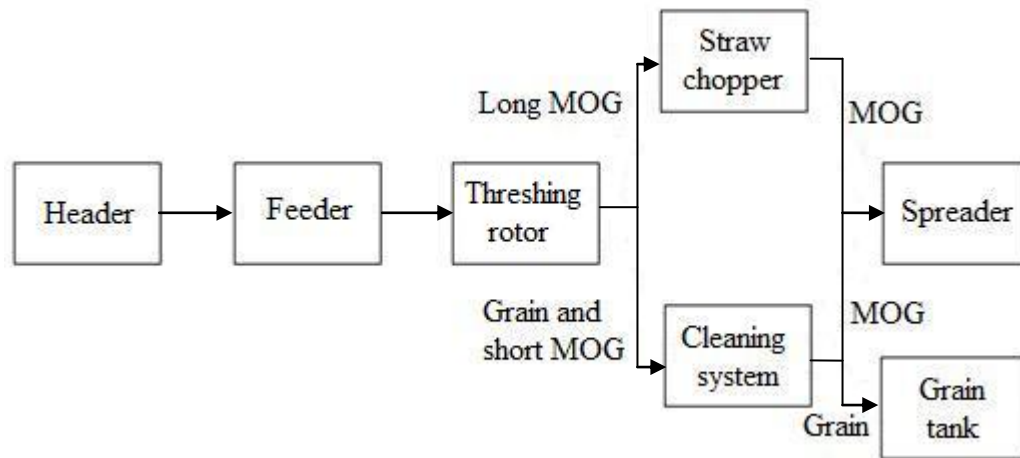 Straw
chopper
Long MOG
MOG
Header
Feeder
Threshing
rotor
Spreader
Grain and
short MOG
Cleaning
system
MOG
Grain
Grain
tank